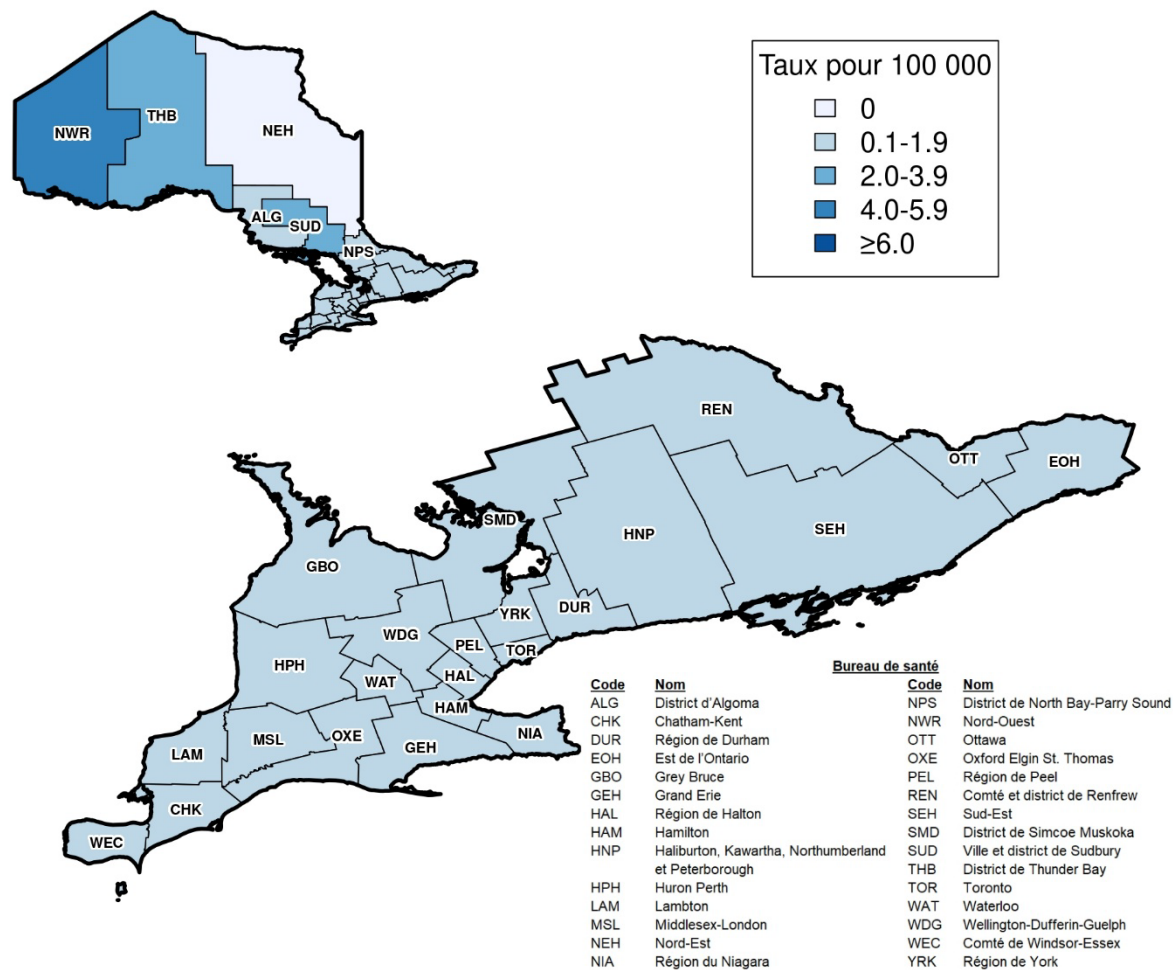 Taux pour 100 000
0
0.1-1.9
2.0-3.9
4.0-5.9
≥6.0
NWR
THB
NEH
ALG
SUD
NPS
REN
OTT
EOH
SMD
HNP
SEH
GBO
YRK
DUR
WDG
PEL
TOR
HPH
HAL
WAT
HAM
NIA
OXE
MSL
GEH
LAM
CHK
WEC
Bureau de santé
Code Nom Code Nom
ALG District d'Algoma NPS District de North Bay-Parry Sound
CHK Chatham-Kent NWR Nord-Ouest
DUR Région de Durham OTT Ottawa
EOH Est de l'Ontario OXE Oxford Elgin St. Thomas
GBO Grey Bruce PEL Région de Peel
GEH Grand Erie REN Comté et district de Renfrew
HAL Région de Halton SEH Sud-Est
HAM Hamilton SMD District de Simcoe Muskoka
HNP Haliburton, Kawartha, Northumberland SUD Ville et district de Sudbury
et Peterborough THB District de Thunder Bay
HPH Huron Perth TOR Toronto
LAM Lambton WAT Waterloo
MSL Middlesex-London WDG Wellington-Dufferin-Guelph
NEH Nord-Est WEC Comté de Windsor-Essex
NIA Région du Niagara YRK Région de York